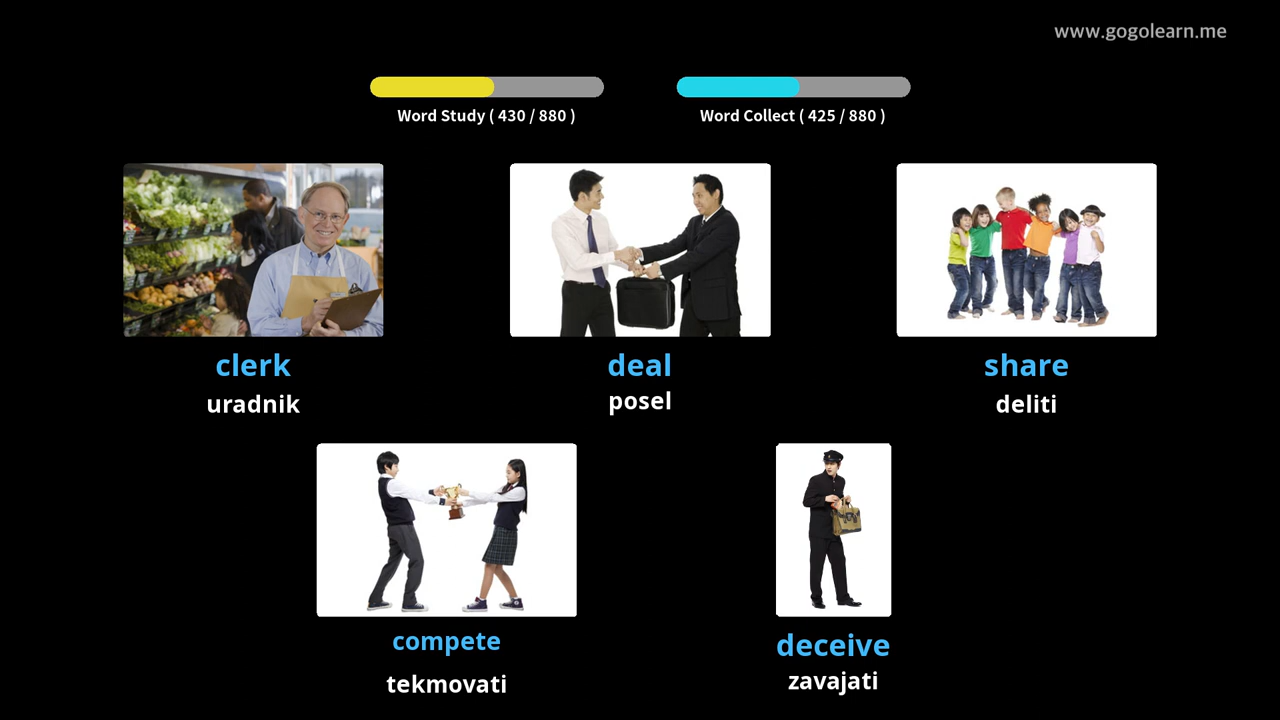 www.gogolearn.me
Word Study ( 430 / 880 )
Word Collect ( 425 / 880 )
clerk
uradnik
deal
posel
share
deliti
compete
tekmovati
deceive
zavajati